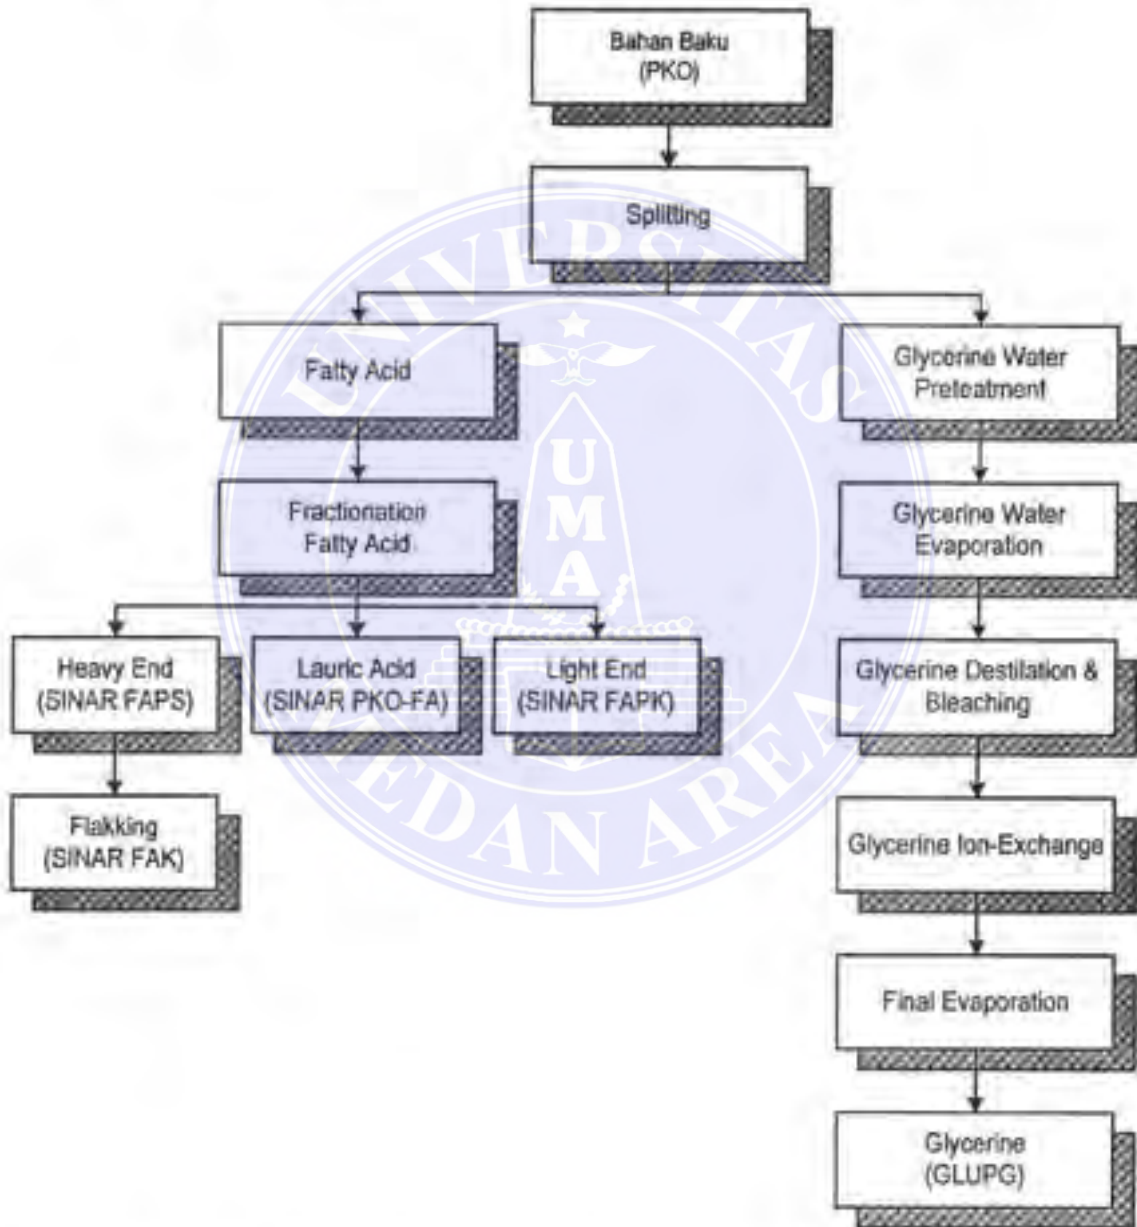 Bahan Baku
(PKO)
Splitting
Fatty Acid
Glycerine Water
Pretreatment
Fractionation
Fatty Acid
Glycerine Water
Evaporation
Heavy End
(SINAR FAPS)
Lauric Acid
(SINAR PKO-FA)
Light End
(SINAR FAPK)
Glycerine Destilation &
Bleaching
Flakking
(SINAR FAK)
Glycerine Ion-Exchange
Final Evaporation
Glycerine
(GLUPG)
UNIVERSITAS
MEDAN AREA
UMA